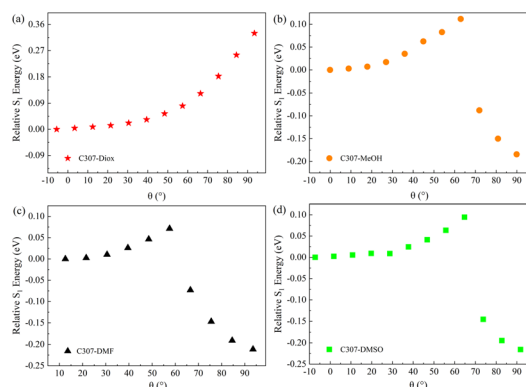 (a)
Relative S₁ Energy (eV)
0.36
0.27
0.18
0.09
0.00
-0.09
C307-Diox
-10 0 10 20 30 40 50 60 70 80 90 100
θ (°)
(b)
Relative S₁ Energy (eV)
0.10
0.05
0.00
-0.05
-0.10
-0.15
-0.20
C307-MeOH
-10 0 10 20 30 40 50 60 70 80 90
θ (°)
(c)
Relative S₁ Energy (eV)
0.10
0.05
0.00
-0.05
-0.10
-0.15
-0.20
-0.25
C307-DMF
10 20 30 40 50 60 70 80 90
θ (°)
(d)
Relative S₁ Energy (eV)
0.10
0.05
0.00
-0.05
-0.10
-0.15
-0.20
-0.25
C307-DMSO
0 10 20 30 40 50 60 70 80 90
θ (°)